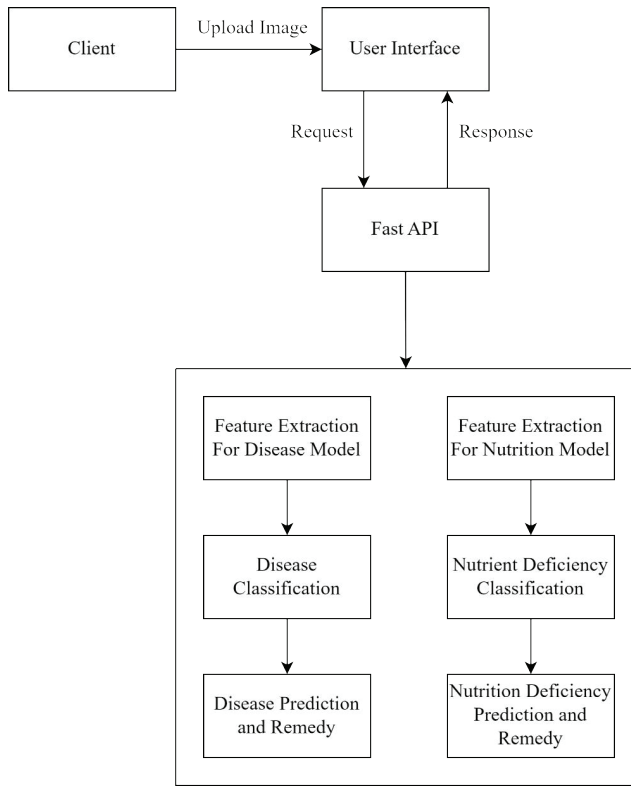 Client
Upload Image
User Interface
Request
Response
Fast API
Feature Extraction
For Disease Model
Feature Extraction
For Nutrition Model
Disease
Classification
Nutrient Deficiency
Classification
Disease Prediction
and Remedy
Nutrition Deficiency
Prediction and
Remedy